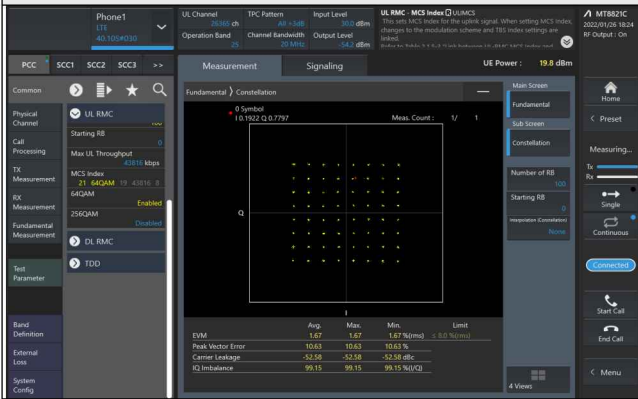 Phone1
LTE
40.105#030
UL Channel
26365 ch
TPC Pattern
All +3dB
Input Level
30.0 dBm
Operation Band
25
Channel Bandwidth
20 MHz
Output Level
-54.2 dBm
UL RMC - MCS Index ULIMCS
This sets MCS Index for the uplink signal. When setting MCS Index,
changes to the modulation scheme and TBS Index settings are
linked.
MT8821C
2022/01/26 18:24
RF Output : On
PCC
SCC1
SCC2
SCC3
>>
Measurement
Signaling
UE Power : 19.8 dBm
Common
Physical
Channel
Call
Processing
TX
Measurement
RX
Measurement
Fundamental
Measurement
Test
Parameter
Band
Definition
External
Loss
System
Config
UL RMC
100
Starting RB
0
Max UL Throughput
43816 kbps
MCS Index
21 64QAM 19 43816 8
64QAM
Enabled
256QAM
Disabled
DL RMC
TDD
Fundamental > Constellation
0 Symbol
I 0.1922 Q 0.7797
Meas. Count : 1/ 1
Q
I
Avg. Max. Min. Limit
EVM 1.67 1.67 1.67 %(rms) ≤ 8.0 %(rms)
Peak Vector Error 10.63 10.63 10.63 %
Carrier Leakage -52.58 -52.58 -52.58 dBc
IQ Imbalance 99.15 99.15 99.15 %(I/Q)
Main Screen
Fundamental
Sub Screen
Constellation
Number of RB
100
Starting RB
0
Interpolation (Constellation)
None
4 Views
Home
< Preset
Measuring...
Tx
Rx
Single
Continuous
Connected
Start Call
End Call
< Menu